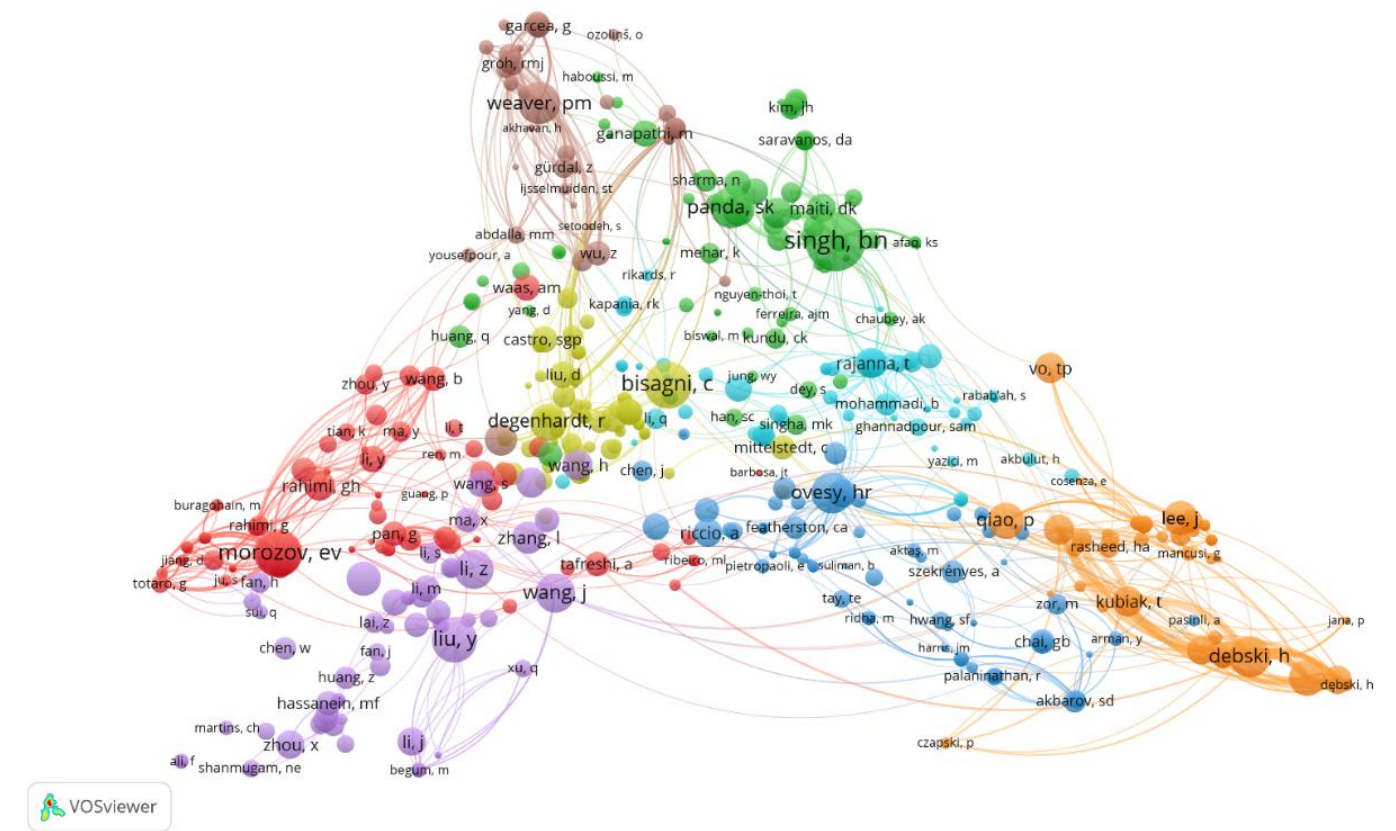 garcea, g
ozoliņš, o
groh, rmj
haboussi, m
weaver, pm
kim, jh
akhavan, h
ganapathi, m
saravanos, da
gürdal, z
sharma, n
ijsselmuiden, st
panda, sk
maiti, dk
setoodeh, s
abdalla, mm
singh, bn
afaq, ks
yousefpour, a
wu, z
mehar, k
rikards, r
waas, am
nguyen-thoi, t
kapania, rk
yang, d
ferreira, ajm
chaubey, ak
huang, q
castro, sgp
biswal, m
kundu, ck
rajanna, t
vo, tp
zhou, y
wang, b
liu, d
bisagni, c
jung, wy
dey, s
rabab'ah, s
mohammadi, b
degenhardt, r
li, q
han, sc
singha, mk
ghannadpour, sam
tian, k
ma, y
li, t
mittelstedt, c
li, y
ren, m
wang, h
chen, j
barbosa, jt
yazici, m
akbulut, h
cosenza, e
rahimi, gh
guang, p
wang, s
ovesy, hr
buragohain, m
rahimi, g
ma, x
qiao, p
lee, j
pan, g
zhang, l
riccio, a
featherston, ca
morozov, ev
li, s
rasheed, ha
mancusi, g
jiang, d
li, z
tafreshi, a
ribeiro, ml
pietropaoli, e
suliman, b
aktaş, m
szekrényes, a
totaro, g
ju, s
fan, h
li, m
wang, j
sui, q
tay, te
zor, m
kubiak, t
lai, z
ridha, m
hwang, sf
pasinli, a
jana, p
chen, w
fan, j
liu, y
harris, jm
chai, gb
arman, y
huang, z
xu, q
palaninathan, r
debski, h
dębski, h
hassanein, mf
akbarov, sd
martins, ch
zhou, x
li, j
czapski, p
ali, f
shanmugam, ne
begum, m
VOSviewer